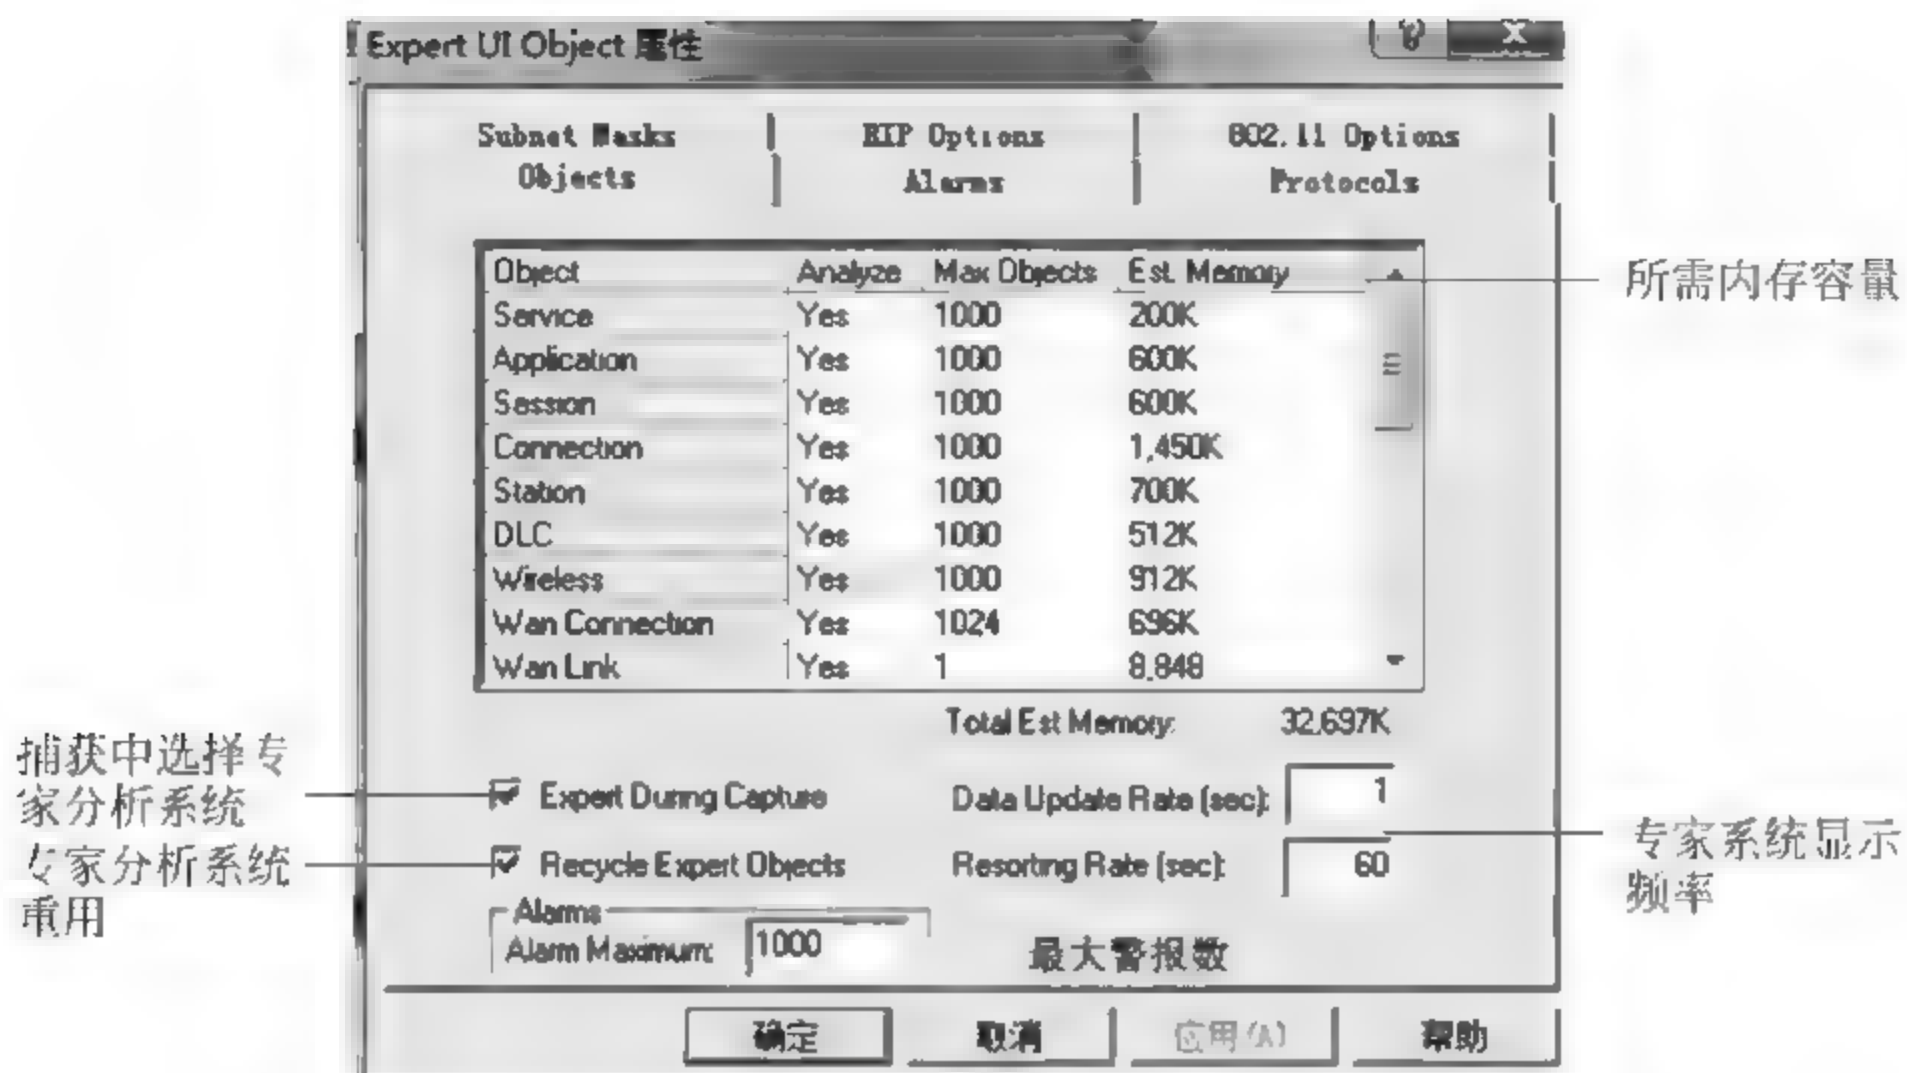 Expert UI Object 属性
Subnet Masks
RIP Options
802.11 Options
Objects
Alarms
Protocols
Object Analyze Max Objects Est. Memory
Service Yes 1000 200K
Application Yes 1000 600K
Session Yes 1000 600K
Connection Yes 1000 1,450K
Station Yes 1000 700K
DLC Yes 1000 512K
Wireless Yes 1000 912K
Wan Connection Yes 1024 696K
Wan Link Yes 1 8,848
Total Est Memory: 32,697K
所需内存容量
捕获中选择专
家分析系统
Expert During Capture
Data Update Rate (sec): 1
专家分析系统
重用
Recycle Expert Objects
Resorting Rate (sec): 60
专家系统显示
频率
Alarms
Alarm Maximum: 1000
最大警报数
确定
取消
应用(A)
帮助